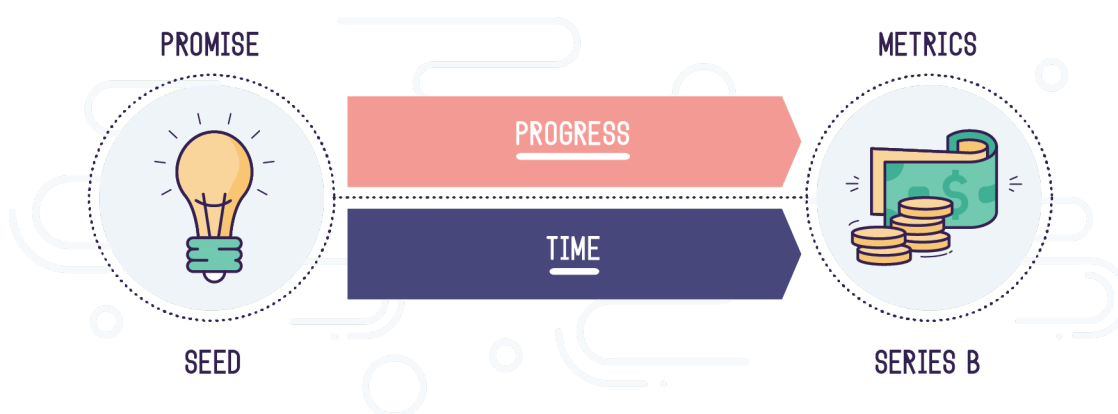 PROMISE
METRICS
PROGRESS
TIME
$
SEED
SERIES B